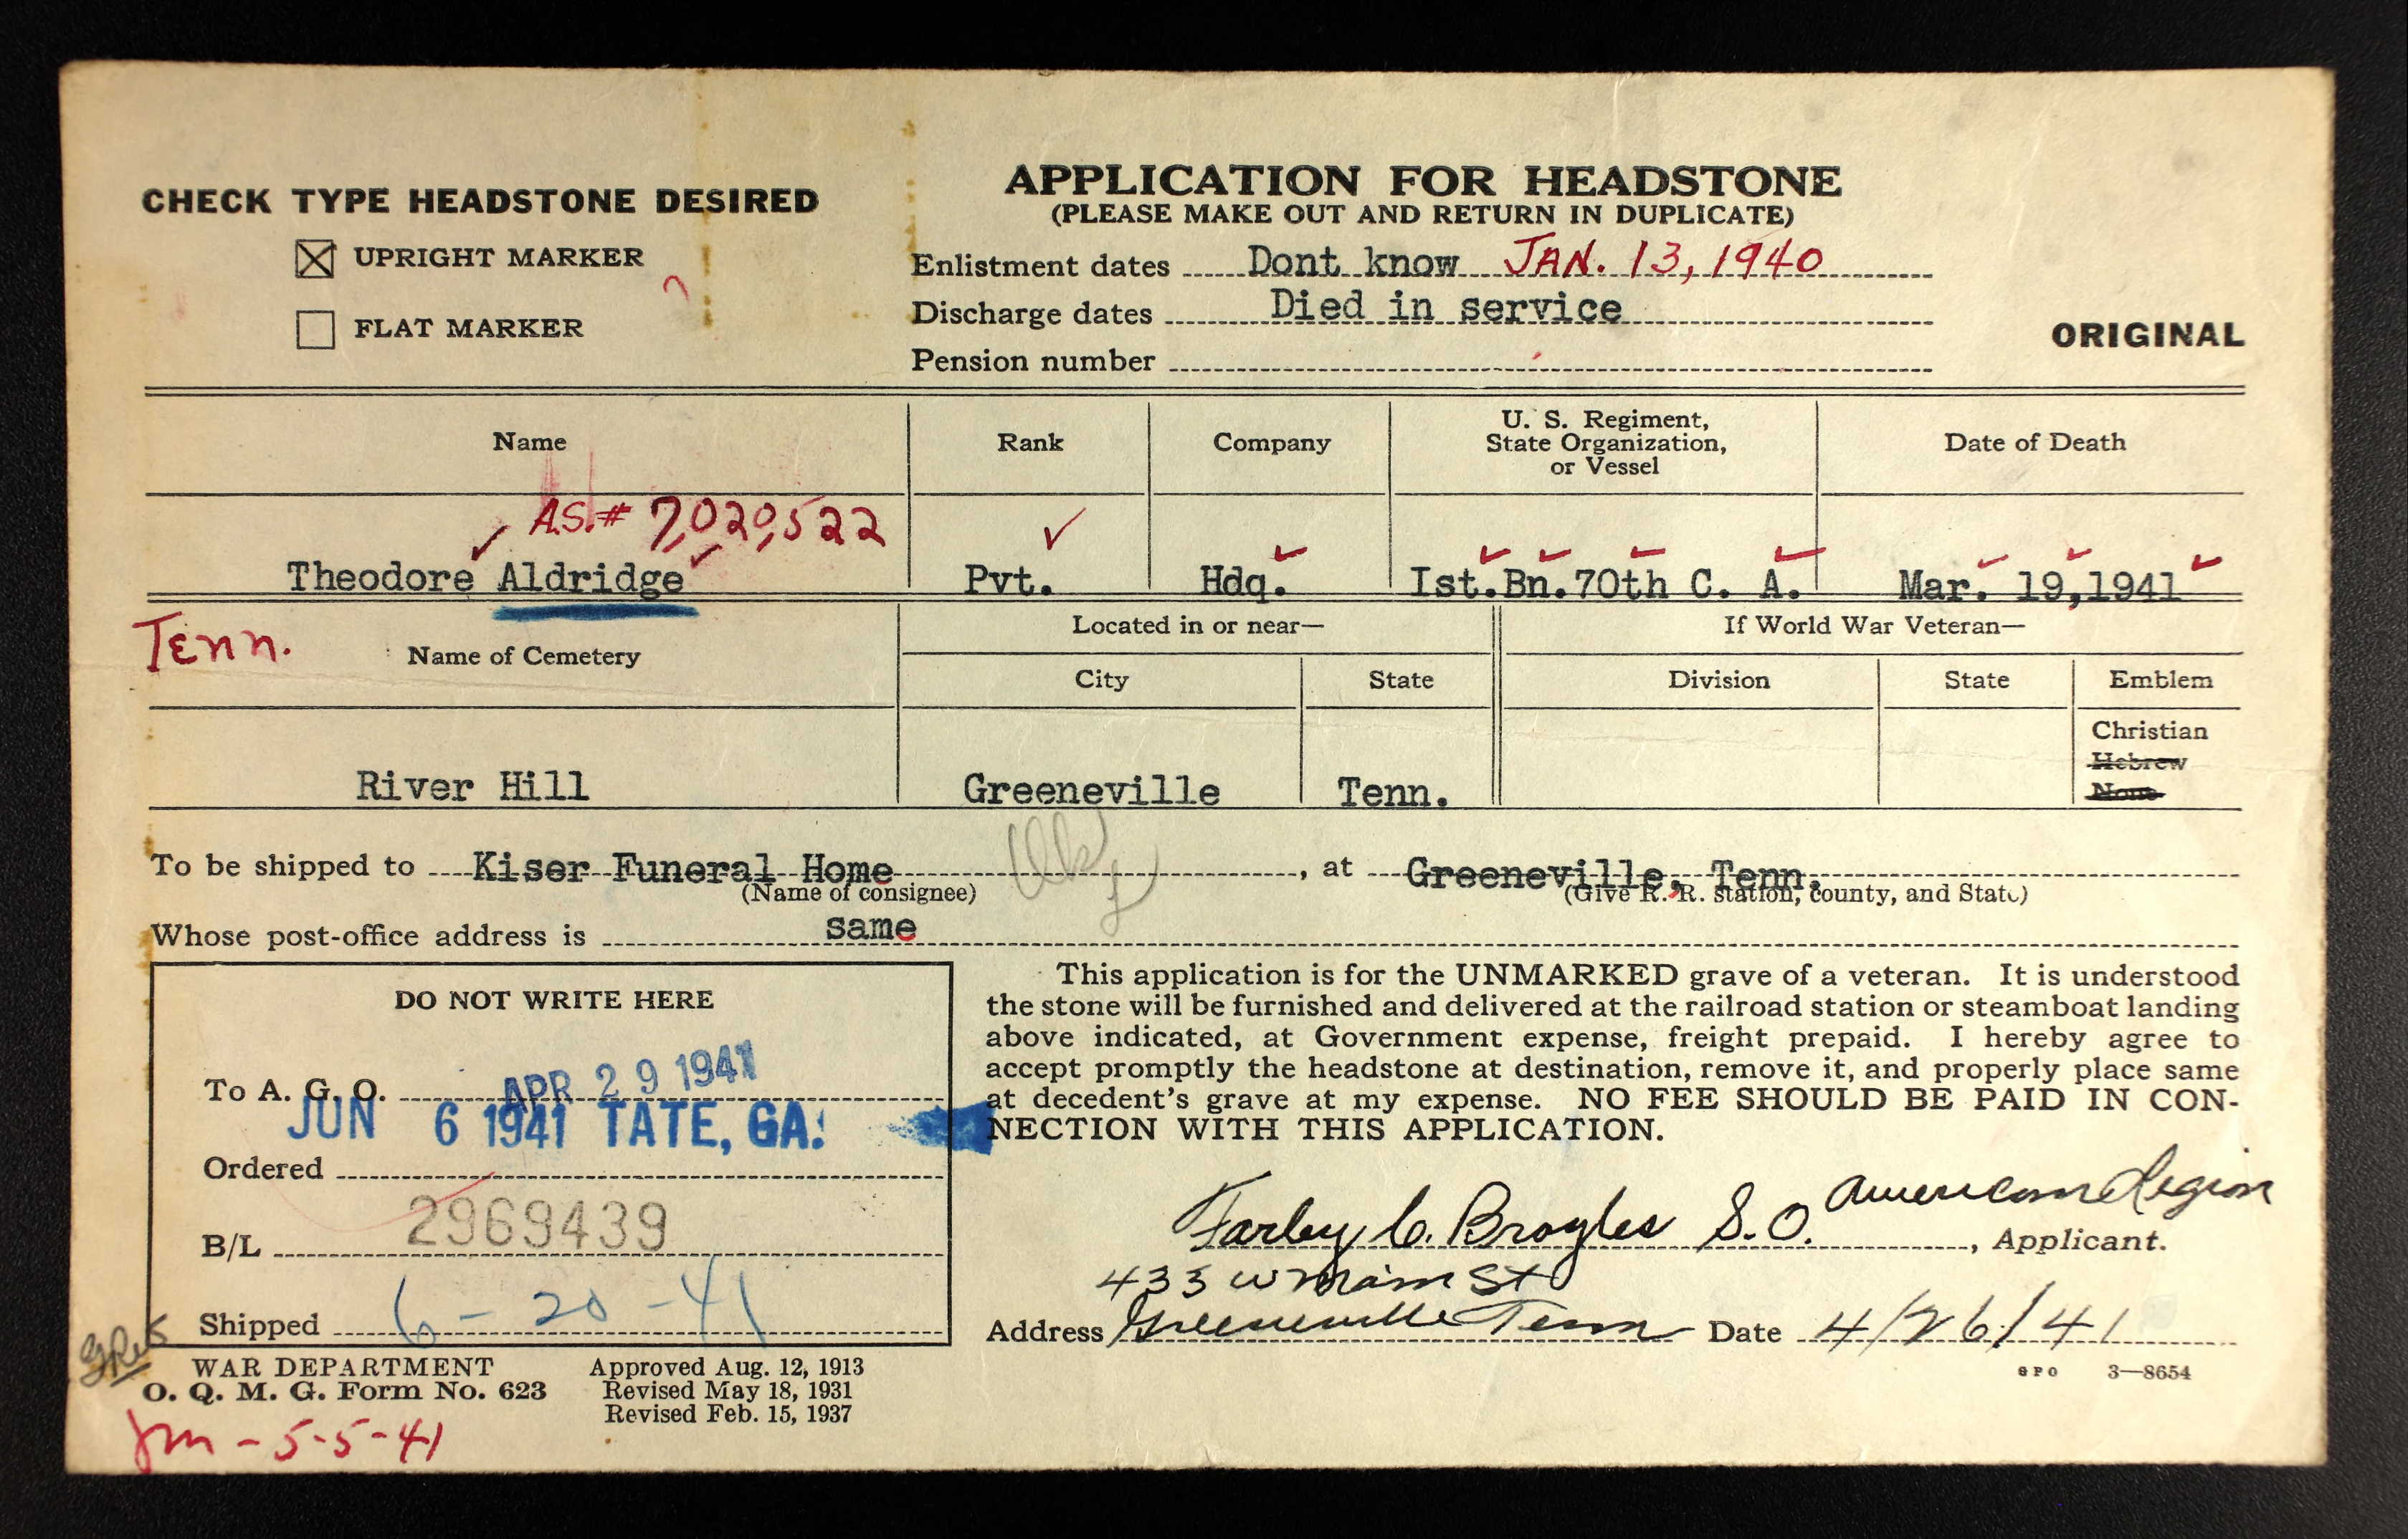 CHECK TYPE HEADSTONE DESIRED
UPRIGHT MARKER
FLAT MARKER
APPLICATION FOR HEADSTONE
(PLEASE MAKE OUT AND RETURN IN DUPLICATE)
Enlistment dates Dont know JAN. 13, 1940
Discharge dates Died in service
Pension number
ORIGINAL
Name
Rank
Company
U. S. Regiment,
State Organization,
or Vessel
Date of Death
A.S.# 7,020,522
Theodore Aldridge
Pvt.
Hdq.
Ist. Bn. 70th C. A.
Mar. 19, 1941
Tenn.
Name of Cemetery
Located in or near—
If World War Veteran—
City
State
Division
State
Emblem
Christian
Hebrew
None
River Hill
Greeneville
Tenn.
To be shipped to Kiser Funeral Home, at Greeneville, Tenn.
(Name of consignee)
(Give R. R. station, county, and State)
Whose post-office address is same
DO NOT WRITE HERE
To A. G. O. APR 29 1941
JUN 6 1941 TATE, GA.
Ordered
B/L 2969439
Shipped 6-20-41
This application is for the UNMARKED grave of a veteran. It is understood
the stone will be furnished and delivered at the railroad station or steamboat landing
above indicated, at Government expense, freight prepaid. I hereby agree to
accept promptly the headstone at destination, remove it, and properly place same
at decedent's grave at my expense. NO FEE SHOULD BE PAID IN CON-
NECTION WITH THIS APPLICATION.
Farley C. Broyles S.O. American Legion, Applicant.
433 W Main St
Address Greeneville Tenn Date 4/26/41
WAR DEPARTMENT
O. Q. M. G. Form No. 623
Approved Aug. 12, 1913
Revised May 18, 1931
Revised Feb. 15, 1937
GPO 3—8654
jm - 5-5-41